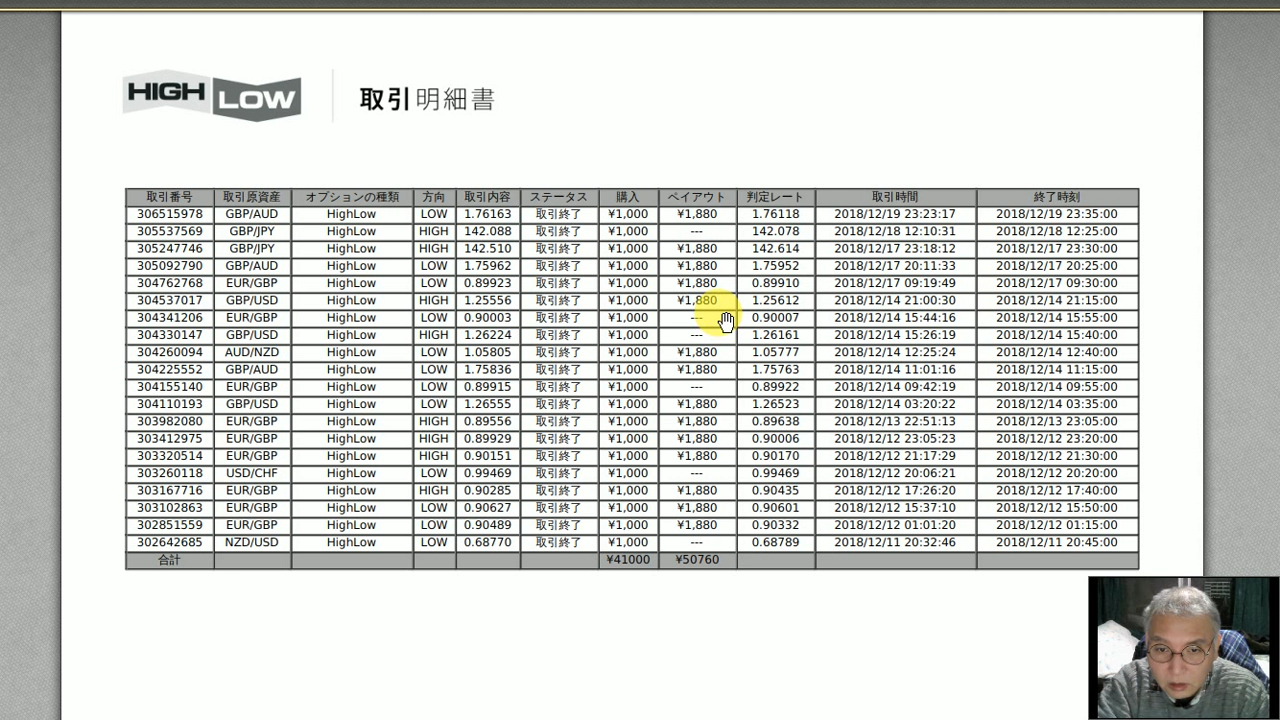 HIGH LOW 取引明細書
取引番号 取引原資産 オプションの種類 方向 取引内容 ステータス 購入 ペイアウト 判定レート 取引時間 終了時刻
306515978 GBP/AUD HighLow LOW 1.76163 取引終了 ¥1,000 ¥1,880 1.76118 2018/12/19 23:23:17 2018/12/19 23:35:00
305537569 GBP/JPY HighLow HIGH 142.088 取引終了 ¥1,000 --- 142.078 2018/12/18 12:10:31 2018/12/18 12:25:00
305247746 GBP/JPY HighLow HIGH 142.510 取引終了 ¥1,000 ¥1,880 142.614 2018/12/17 23:18:12 2018/12/17 23:30:00
305092790 GBP/AUD HighLow LOW 1.75962 取引終了 ¥1,000 ¥1,880 1.75952 2018/12/17 20:11:33 2018/12/17 20:25:00
304762768 EUR/GBP HighLow LOW 0.89923 取引終了 ¥1,000 ¥1,880 0.89910 2018/12/17 09:19:49 2018/12/17 09:30:00
304537017 GBP/USD HighLow HIGH 1.25556 取引終了 ¥1,000 ¥1,880 1.25612 2018/12/14 21:00:30 2018/12/14 21:15:00
304341206 EUR/GBP HighLow LOW 0.90003 取引終了 ¥1,000 --- 0.90007 2018/12/14 15:44:16 2018/12/14 15:55:00
304330147 GBP/USD HighLow HIGH 1.26224 取引終了 ¥1,000 --- 1.26161 2018/12/14 15:26:19 2018/12/14 15:40:00
304260094 AUD/NZD HighLow LOW 1.05805 取引終了 ¥1,000 ¥1,880 1.05777 2018/12/14 12:25:24 2018/12/14 12:40:00
304225552 GBP/AUD HighLow LOW 1.75836 取引終了 ¥1,000 ¥1,880 1.75763 2018/12/14 11:01:16 2018/12/14 11:15:00
304155140 EUR/GBP HighLow LOW 0.89915 取引終了 ¥1,000 --- 0.89922 2018/12/14 09:42:19 2018/12/14 09:55:00
304110193 GBP/USD HighLow LOW 1.26555 取引終了 ¥1,000 ¥1,880 1.26523 2018/12/14 03:20:22 2018/12/14 03:35:00
303982080 EUR/GBP HighLow HIGH 0.89556 取引終了 ¥1,000 ¥1,880 0.89638 2018/12/13 22:51:13 2018/12/13 23:05:00
303412975 EUR/GBP HighLow HIGH 0.89929 取引終了 ¥1,000 ¥1,880 0.90006 2018/12/12 23:05:23 2018/12/12 23:20:00
303320514 EUR/GBP HighLow HIGH 0.90151 取引終了 ¥1,000 ¥1,880 0.90170 2018/12/12 21:17:29 2018/12/12 21:30:00
303260118 USD/CHF HighLow LOW 0.99469 取引終了 ¥1,000 --- 0.99469 2018/12/12 20:06:21 2018/12/12 20:20:00
303167716 EUR/GBP HighLow HIGH 0.90285 取引終了 ¥1,000 ¥1,880 0.90435 2018/12/12 17:26:20 2018/12/12 17:40:00
303102863 EUR/GBP HighLow LOW 0.90627 取引終了 ¥1,000 ¥1,880 0.90601 2018/12/12 15:37:10 2018/12/12 15:50:00
302851559 EUR/GBP HighLow LOW 0.90489 取引終了 ¥1,000 ¥1,880 0.90332 2018/12/12 01:01:20 2018/12/12 01:15:00
302642685 NZD/USD HighLow LOW 0.68770 取引終了 ¥1,000 --- 0.68789 2018/12/11 20:32:46 2018/12/11 20:45:00
合計 ¥41000 ¥50760